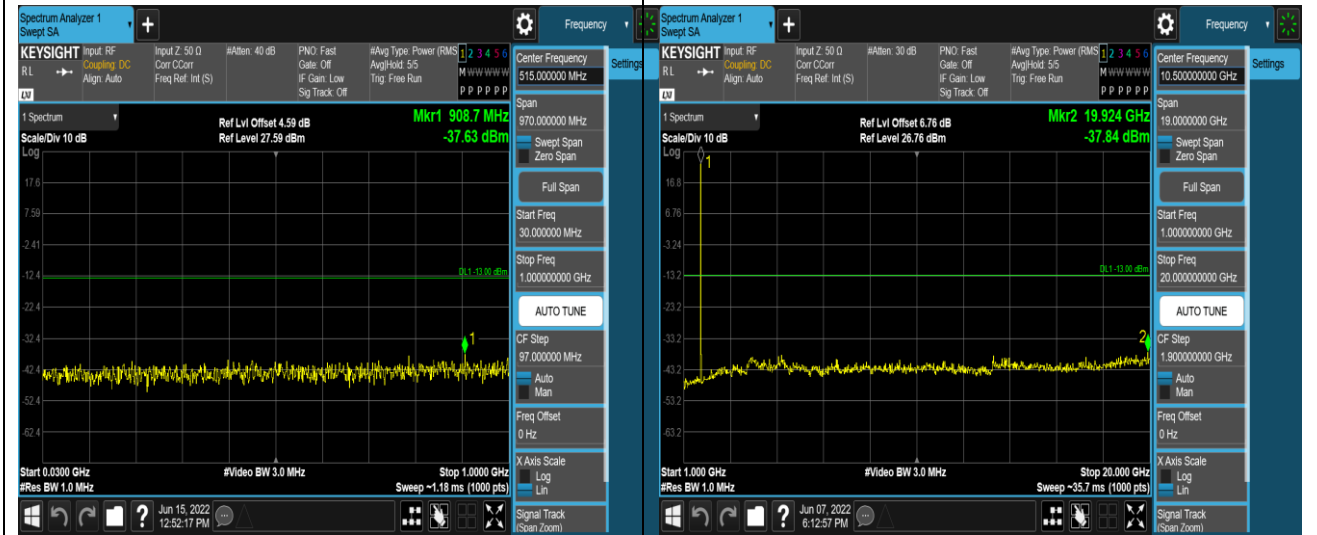 Spectrum Analyzer 1
Swept SA
+
Frequency
KEYSIGHT
Input: RF
Coupling: DC
Align: Auto
Input Z: 50 Ω
Corr CCorr
Freq Ref: Int (S)
#Atten: 40 dB
PNO: Fast
Gate: Off
IF Gain: Low
Sig Track: Off
#Avg Type: Power (RMS
Avg|Hold: 5/5
Trig: Free Run
1 2 3 4 5 6
M W W W W W
P P P P P P
R L
LXI
Center Frequency
515.000000 MHz
Settings
Span
970.000000 MHz
Swept Span
Zero Span
Full Span
Start Freq
30.000000 MHz
Stop Freq
1.000000000 GHz
AUTO TUNE
CF Step
97.000000 MHz
Auto
Man
Freq Offset
0 Hz
X Axis Scale
Log
Lin
Signal Track
(Span Zoom)
1 Spectrum
Scale/Div 10 dB
Log
Ref Lvl Offset 4.59 dB
Ref Level 27.59 dBm
Mkr1 908.7 MHz
-37.63 dBm
17.6
7.59
-2.41
-12.4
DL1 -13.00 dBm
-22.4
-32.4
1
-42.4
-52.4
-62.4
Start 0.0300 GHz
#Res BW 1.0 MHz
#Video BW 3.0 MHz
Stop 1.0000 GHz
Sweep ~1.18 ms (1000 pts)
?
Jun 15, 2022
12:52:17 PM
Spectrum Analyzer 1
Swept SA
+
Frequency
KEYSIGHT
Input: RF
Coupling: DC
Align: Auto
Input Z: 50 Ω
Corr CCorr
Freq Ref: Int (S)
#Atten: 30 dB
PNO: Fast
Gate: Off
IF Gain: Low
Sig Track: Off
#Avg Type: Power (RMS
Avg|Hold: 5/5
Trig: Free Run
1 2 3 4 5 6
M W W W W W
P P P P P P
R L
LXI
Center Frequency
10.500000000 GHz
Settings
Span
19.0000000 GHz
Swept Span
Zero Span
Full Span
Start Freq
1.000000000 GHz
Stop Freq
20.000000000 GHz
AUTO TUNE
CF Step
1.900000000 GHz
Auto
Man
Freq Offset
0 Hz
X Axis Scale
Log
Lin
Signal Track
(Span Zoom)
1 Spectrum
Scale/Div 10 dB
Log
Ref Lvl Offset 6.76 dB
Ref Level 26.76 dBm
Mkr2 19.924 GHz
-37.84 dBm
1
16.8
6.76
-3.24
-13.2
DL1 -13.00 dBm
-23.2
-33.2
2
-43.2
-53.2
-63.2
Start 1.000 GHz
#Res BW 1.0 MHz
#Video BW 3.0 MHz
Stop 20.000 GHz
Sweep ~35.7 ms (1000 pts)
?
Jun 07, 2022
6:12:57 PM